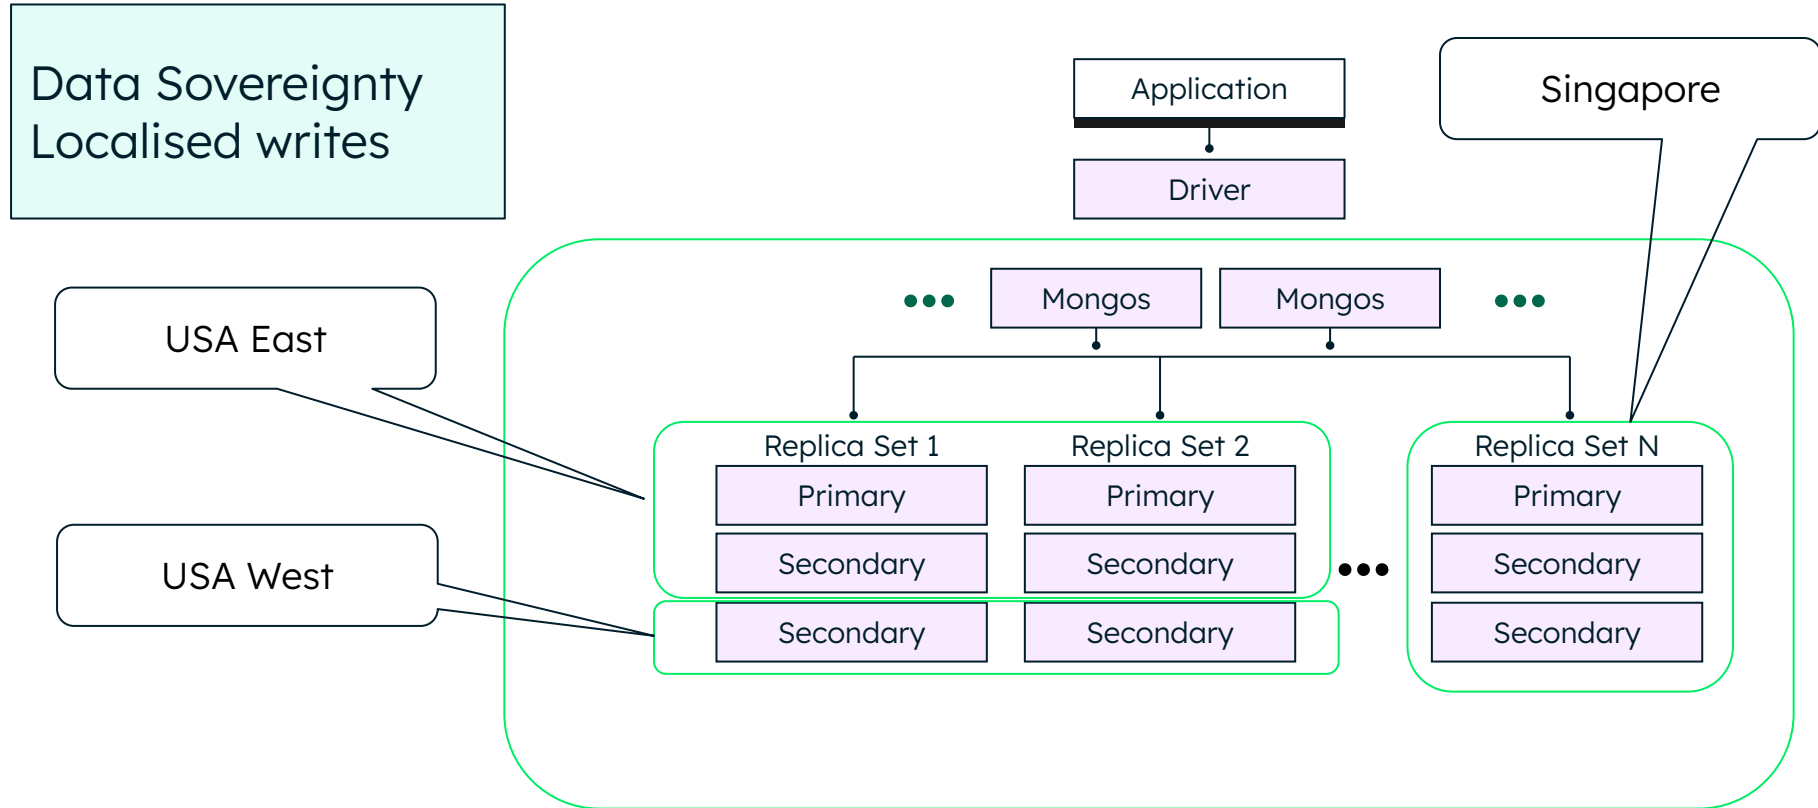 Data Sovereignty
Localised writes
Application
Singapore
Driver
Mongos
Mongos
USA East
Replica Set 1
Replica Set 2
Replica Set N
Primary
Primary
Primary
USA West
Secondary
Secondary
Secondary
Secondary
Secondary
Secondary